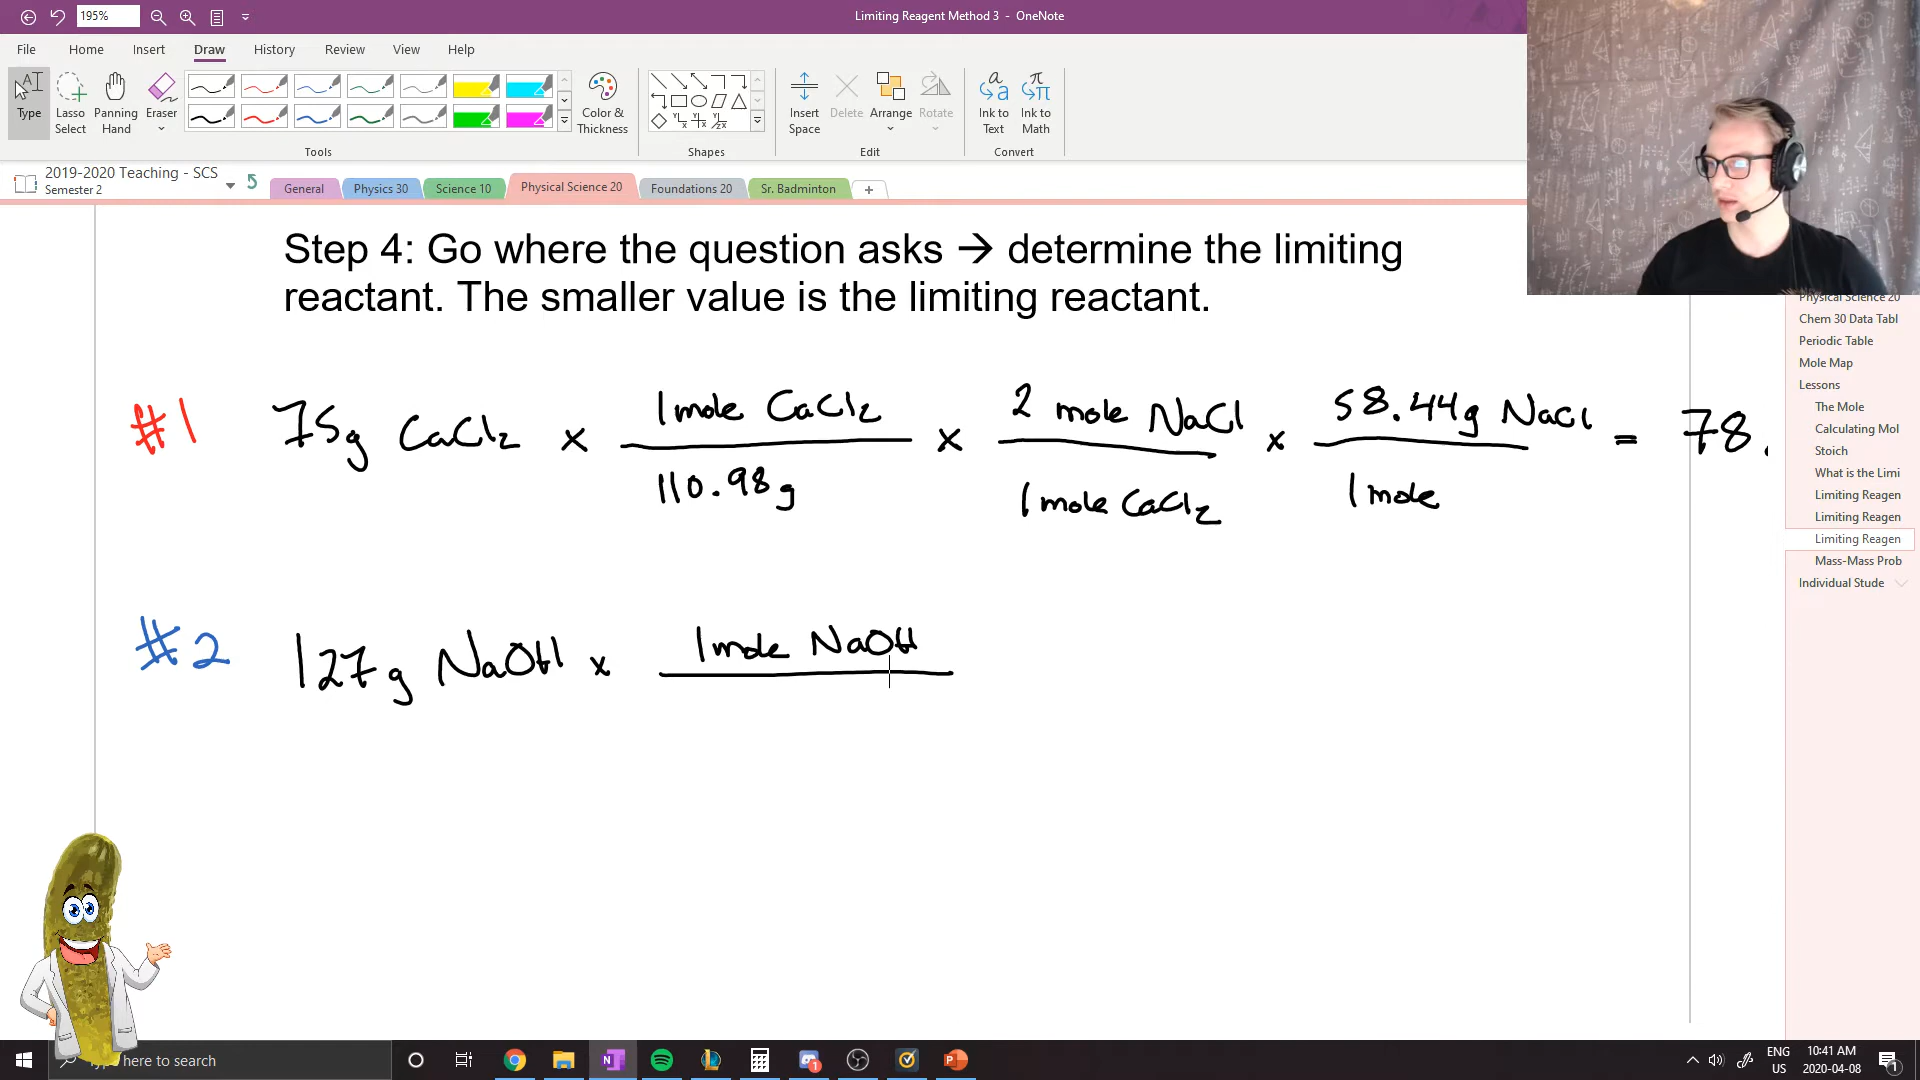 195%
Limiting Reagent Method 3 - OneNote
File Home Insert Draw History Review View Help
Type
Lasso Select
Panning Hand
Eraser
Color & Thickness
Insert Space
Delete
Arrange
Rotate
Ink to Text
Ink to Math
Tools
Shapes
Edit
Convert
2019-2020 Teaching - SCS
Semester 2
General Physics 30 Science 10 Physical Science 20 Foundations 20 Sr. Badminton +
Step 4: Go where the question asks → determine the limiting
reactant. The smaller value is the limiting reactant.
#1 75g CaCl₂ x 1 mole CaCl₂ / 110.98g x 2 mole NaCl / 1 mole CaCl₂ x 58.44g NaCl / 1 mole = 78.
#2 127g NaOH x 1 mole NaOH
Physical Science 20
Chem 30 Data Tabl
Periodic Table
Mole Map
Lessons
The Mole
Calculating Mol
Stoich
What is the Limi
Limiting Reagen
Limiting Reagen
Limiting Reagen
Mass-Mass Prob
Individual Stude
here to search
ENG
US
10:41 AM
2020-04-08